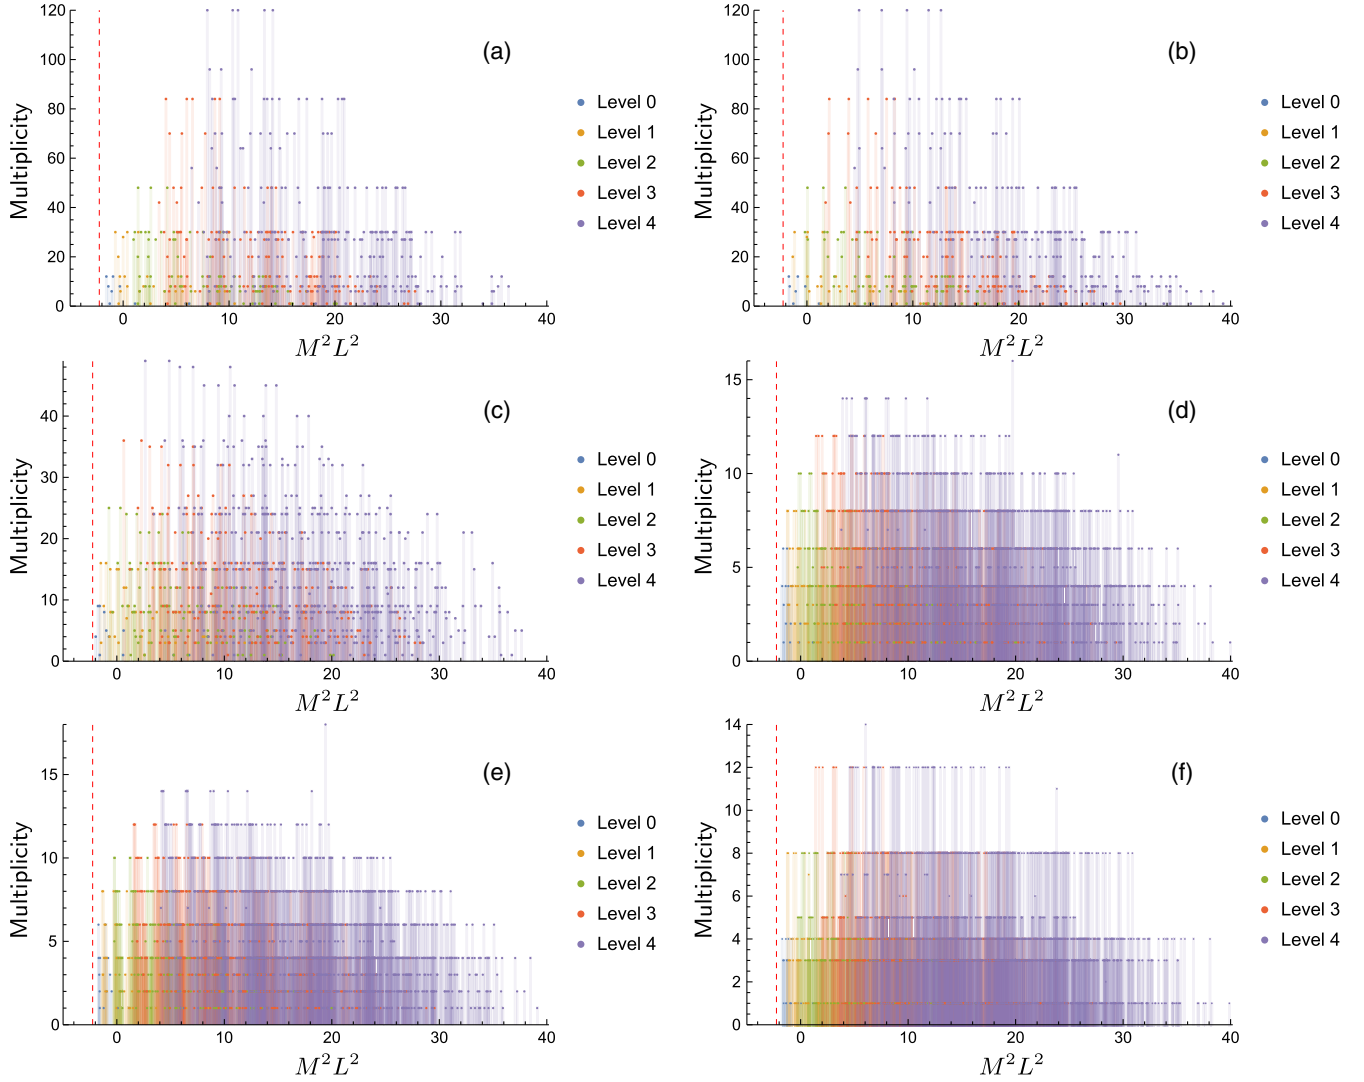 (a)
Multiplicity
120
100
80
60
40
20
0
0 10 20 30 40
M²L²
Level 0
Level 1
Level 2
Level 3
Level 4
(b)
Multiplicity
120
100
80
60
40
20
0
0 10 20 30 40
M²L²
Level 0
Level 1
Level 2
Level 3
Level 4
(c)
Multiplicity
40
30
20
10
0
0 10 20 30 40
M²L²
Level 0
Level 1
Level 2
Level 3
Level 4
(d)
Multiplicity
15
10
5
0
0 10 20 30 40
M²L²
Level 0
Level 1
Level 2
Level 3
Level 4
(e)
Multiplicity
15
10
5
0
0 10 20 30 40
M²L²
Level 0
Level 1
Level 2
Level 3
Level 4
(f)
Multiplicity
14
12
10
8
6
4
2
0
0 10 20 30 40
M²L²
Level 0
Level 1
Level 2
Level 3
Level 4